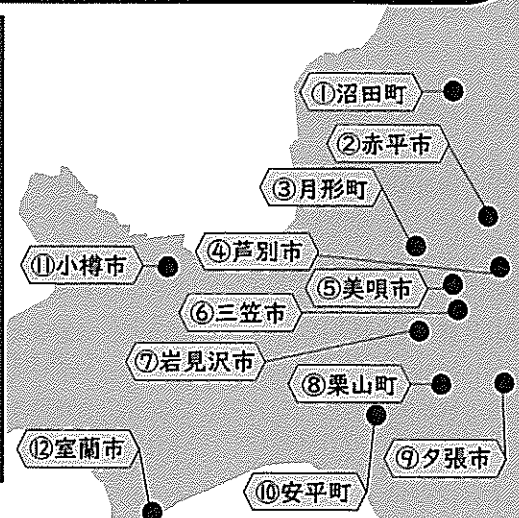 ①沼田町
②赤平市
③月形町
④芦別市
⑤美唄市
⑥三笠市
⑦岩見沢市
⑧栗山町
⑨夕張市
⑩安平町
⑪小樽市
⑫室蘭市